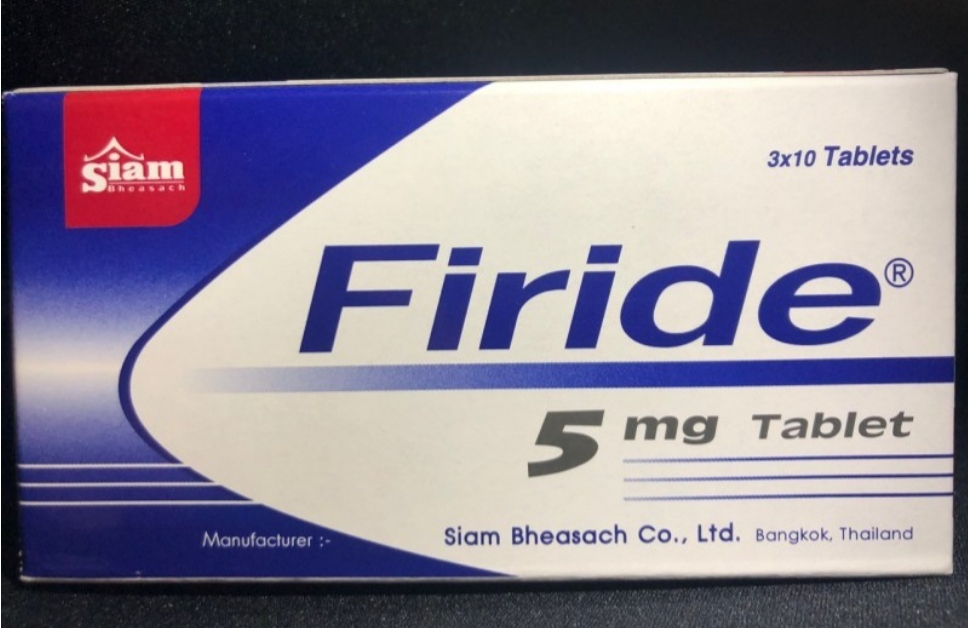 Siam
Bheasach
3x10 Tablets
Firide®
5 mg Tablet
Manufacturer :- Siam Bheasach Co., Ltd. Bangkok, Thailand